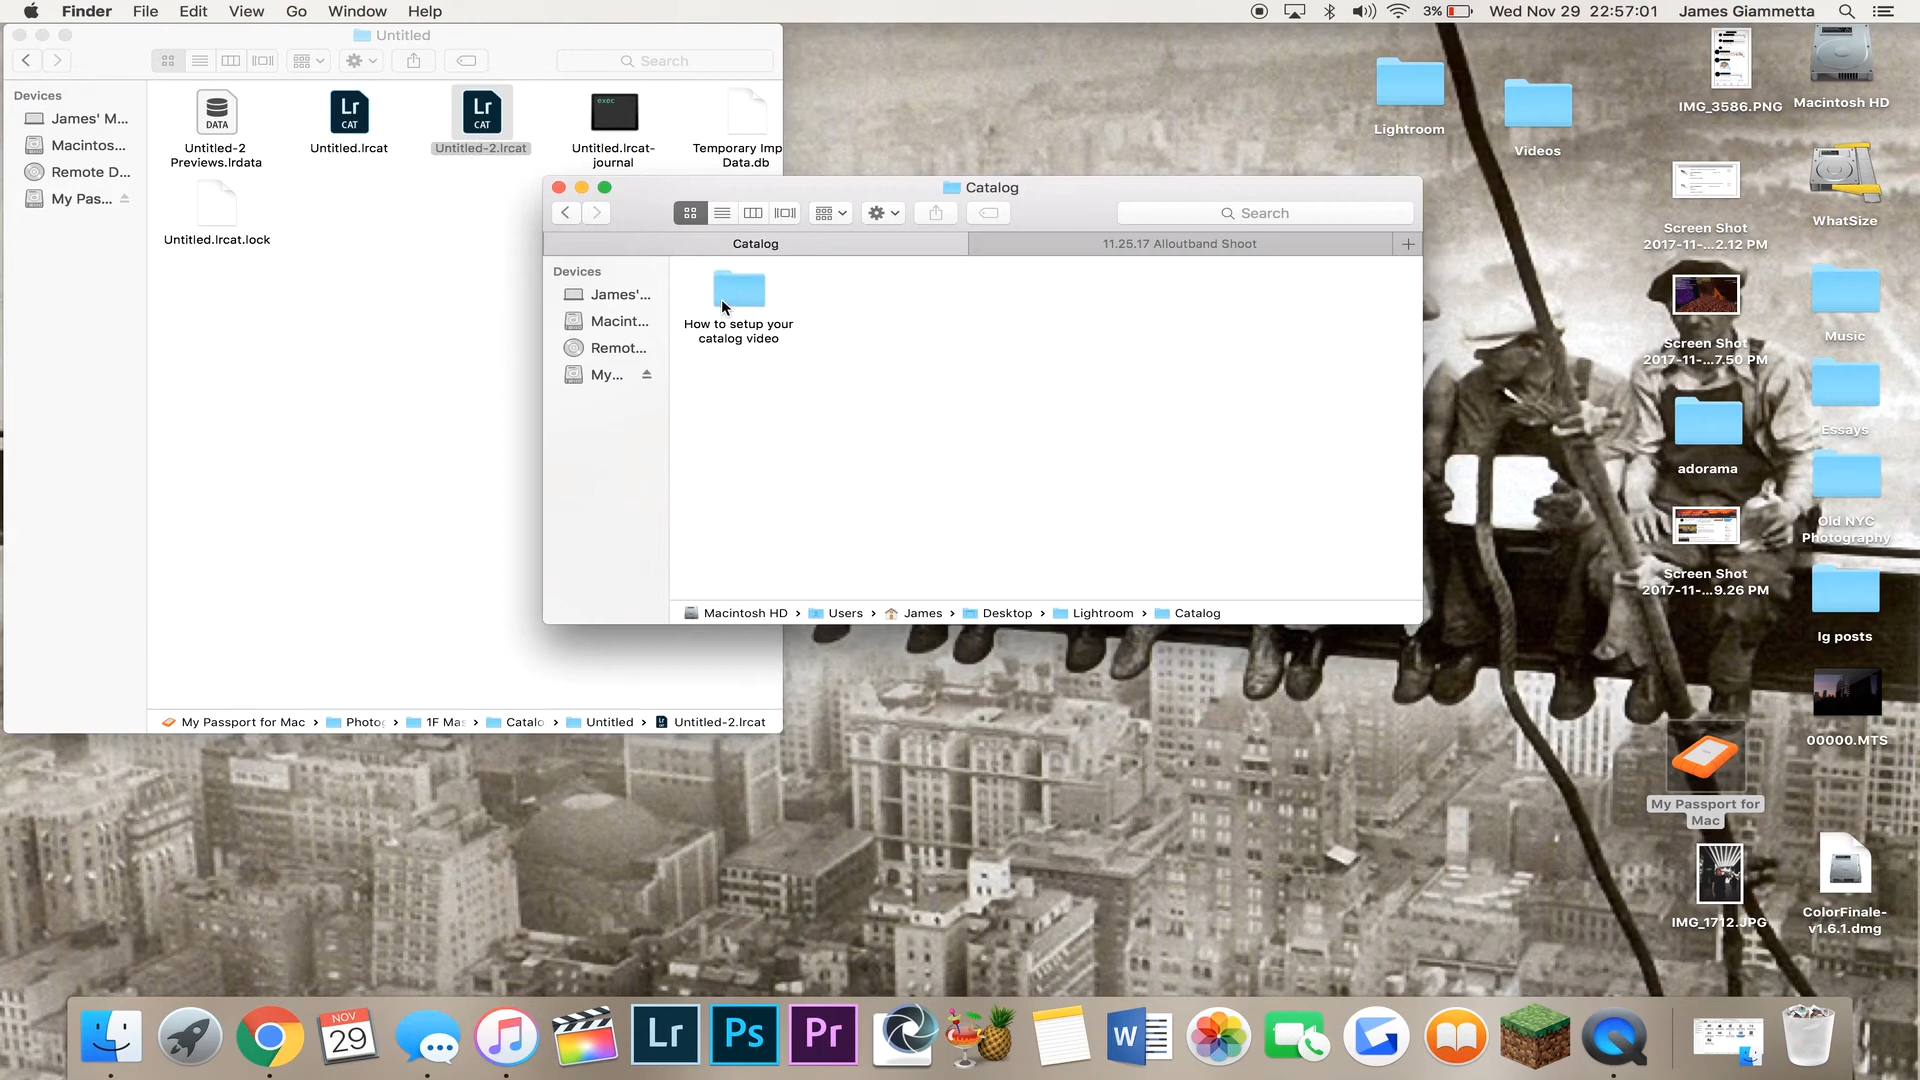 Finder File Edit View Go Window Help
3% Wed Nov 29 22:57:01 James Giammetta
Untitled
Search
Devices
James' M...
Macintos...
Remote D...
My Pas...
DATA
Untitled-2
Previews.lrdata
Lr
CAT
Untitled.lrcat
Lr
CAT
Untitled-2.lrcat
exec
Untitled.lrcat-
journal
Temporary Imp
Data.db
Untitled.lrcat.lock
My Passport for Mac › Photo › 1F Mas › Catalo › Untitled › Untitled-2.lrcat
Catalog
Search
Catalog
11.25.17 Alloutband Shoot
Devices
James'...
Macint...
Remot...
My...
How to setup your
catalog video
Macintosh HD › Users › James › Desktop › Lightroom › Catalog
Lightroom
Videos
IMG_3586.PNG
Macintosh HD
Screen Shot
2017-11-...2.12 PM
WhatSize
Screen Shot
2017-11-...7.50 PM
Music
Essays
adorama
Old NYC
Photography
Screen Shot
2017-11-...9.26 PM
Ig posts
00000.MTS
My Passport for
Mac
IMG_1712.JPG
ColorFinale-
v1.6.1.dmg
NOV
29
Lr
Ps
Pr
W